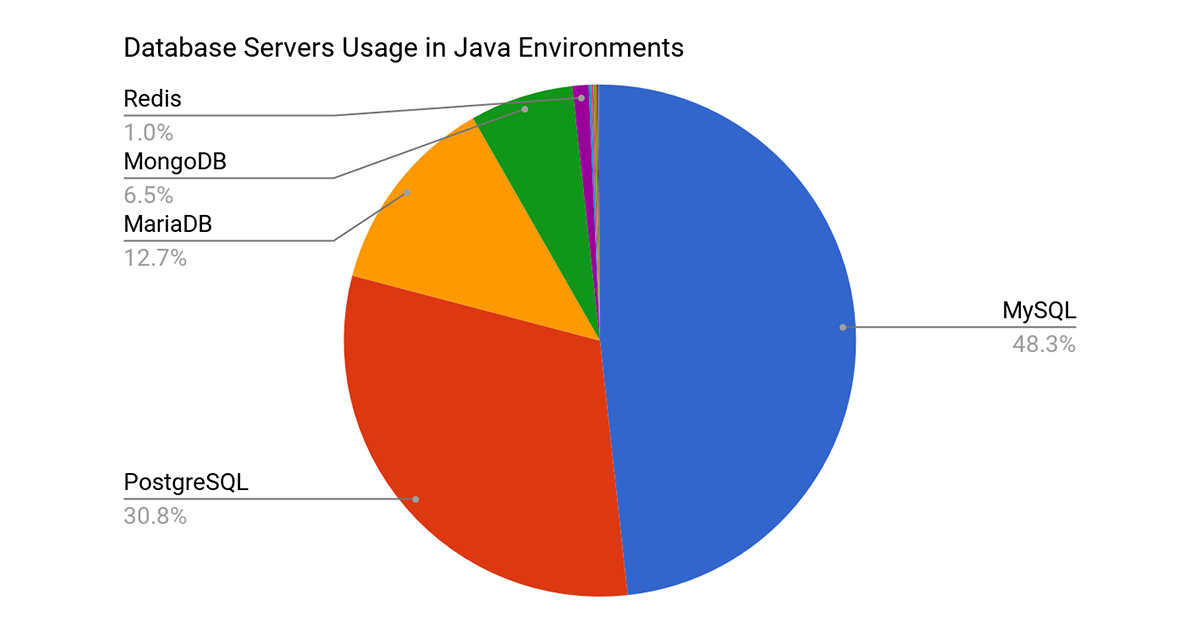 Database Servers Usage in Java Environments
Redis
1.0%
MongoDB
6.5%
MariaDB
12.7%
MySQL
48.3%
PostgreSQL
30.8%